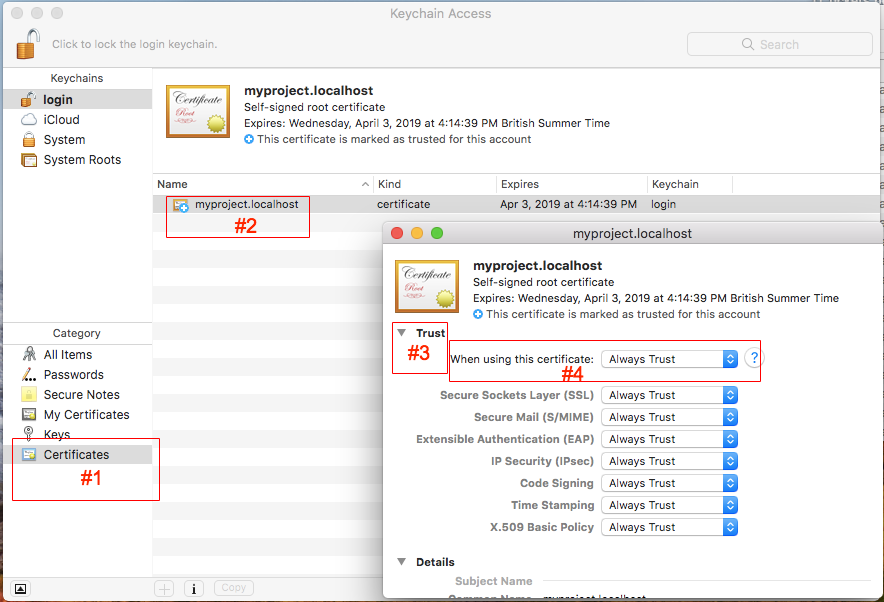 Keychain Access
Click to lock the login keychain.
Search
Keychains
login
iCloud
System
System Roots
Certificate
Root
myproject.localhost
Self-signed root certificate
Expires: Wednesday, April 3, 2019 at 4:14:39 PM British Summer Time
This certificate is marked as trusted for this account
Name Kind Expires Keychain
myproject.localhost certificate Apr 3, 2019 at 4:14:39 PM login
#2
myproject.localhost
Certificate
Root
myproject.localhost
Self-signed root certificate
Expires: Wednesday, April 3, 2019 at 4:14:39 PM British Summer Time
This certificate is marked as trusted for this account
Trust
#3
When using this certificate: Always Trust ?
#4
Secure Sockets Layer (SSL) Always Trust
Secure Mail (S/MIME) Always Trust
Extensible Authentication (EAP) Always Trust
IP Security (IPsec) Always Trust
Code Signing Always Trust
Time Stamping Always Trust
X.509 Basic Policy Always Trust
Details
Subject Name
Common Name myproject.localhost
Category
All Items
Passwords
Secure Notes
My Certificates
Keys
Certificates
#1
+ i Copy